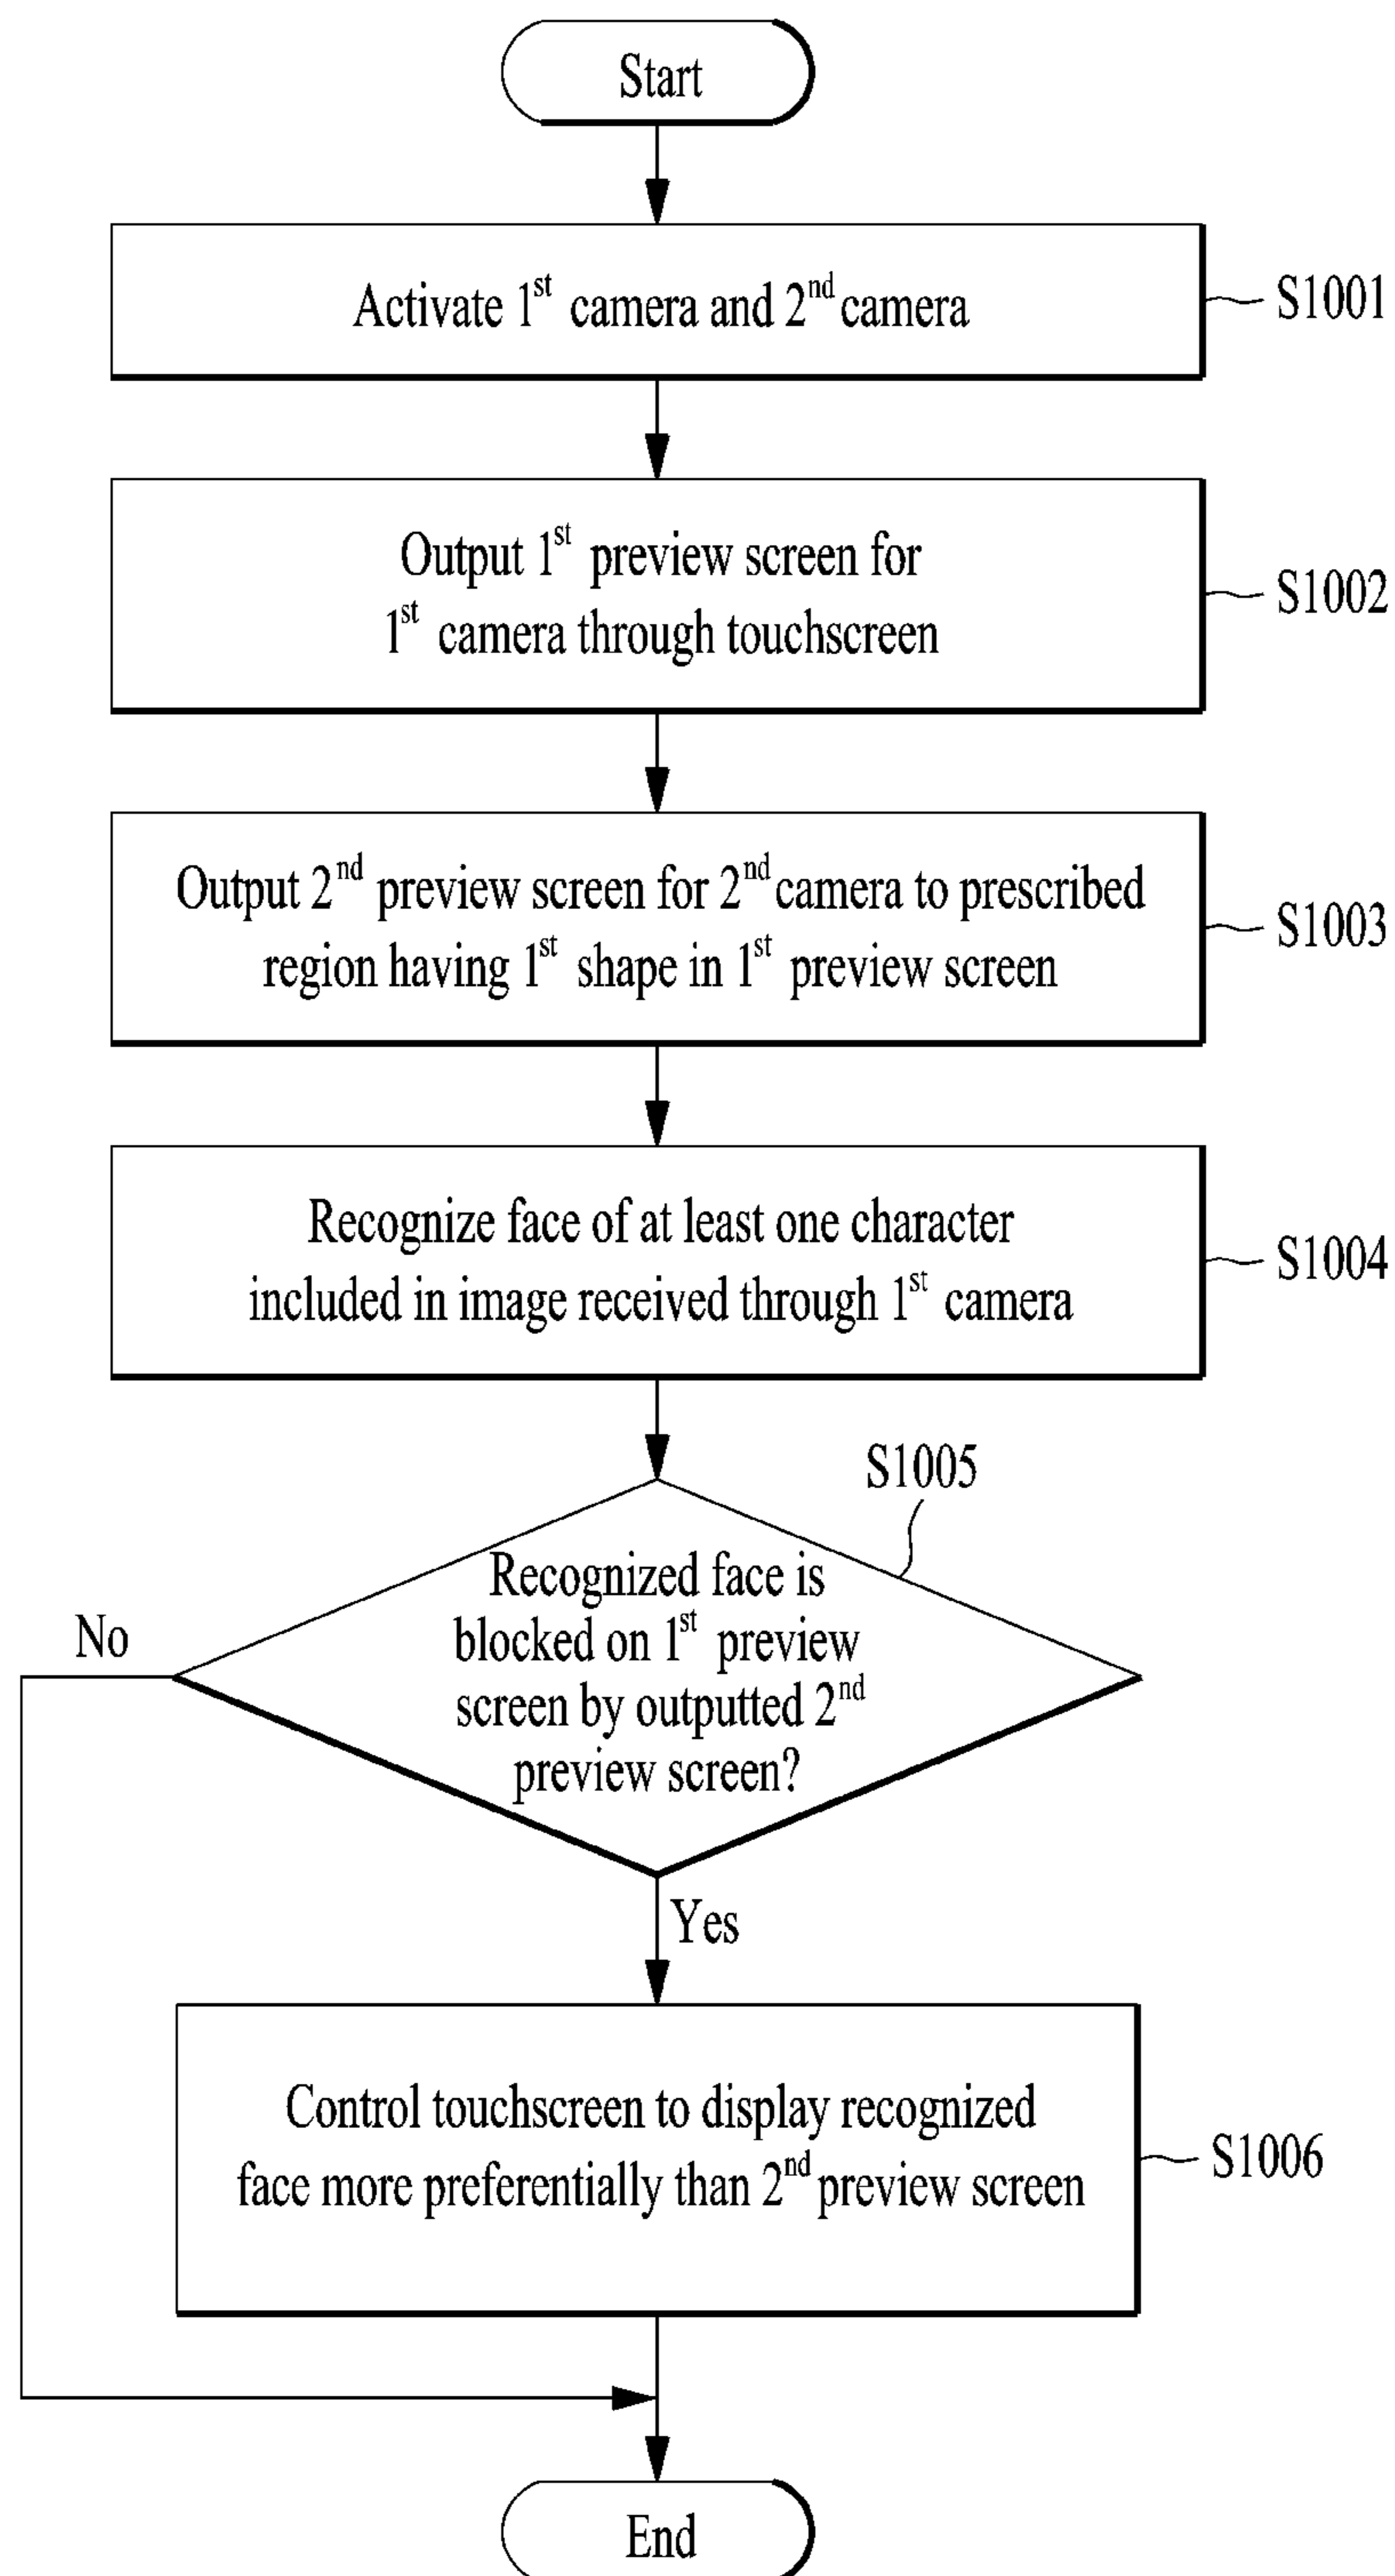 Start
Activate 1st camera and 2nd camera
S1001
Output 1st preview screen for
1st camera through touchscreen
S1002
Output 2nd preview screen for 2nd camera to prescribed
region having 1st shape in 1st preview screen
S1003
Recognize face of at least one character
included in image received through 1st camera
S1004
S1005
Recognized face is
blocked on 1st preview
screen by outputted 2nd
preview screen?
No
Yes
Control touchscreen to display recognized
face more preferentially than 2nd preview screen
S1006
End